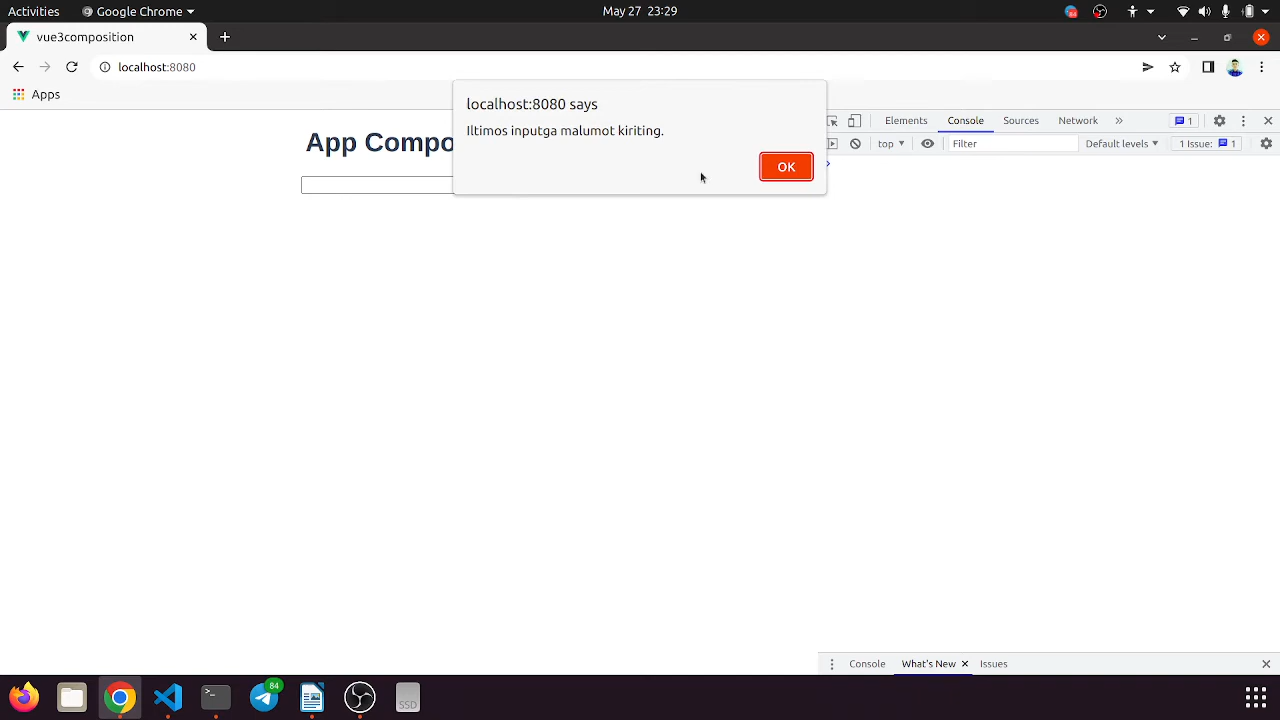 Activities
Google Chrome
May 27 23:29
vue3composition
localhost:8080
Apps
localhost:8080 says
Iltimos inputga malumot kiriting.
OK
App Compo
Elements
Console
Sources
Network
1
top
Filter
Default levels
1 Issue:
1
Console
What's New
Issues
84
SSD